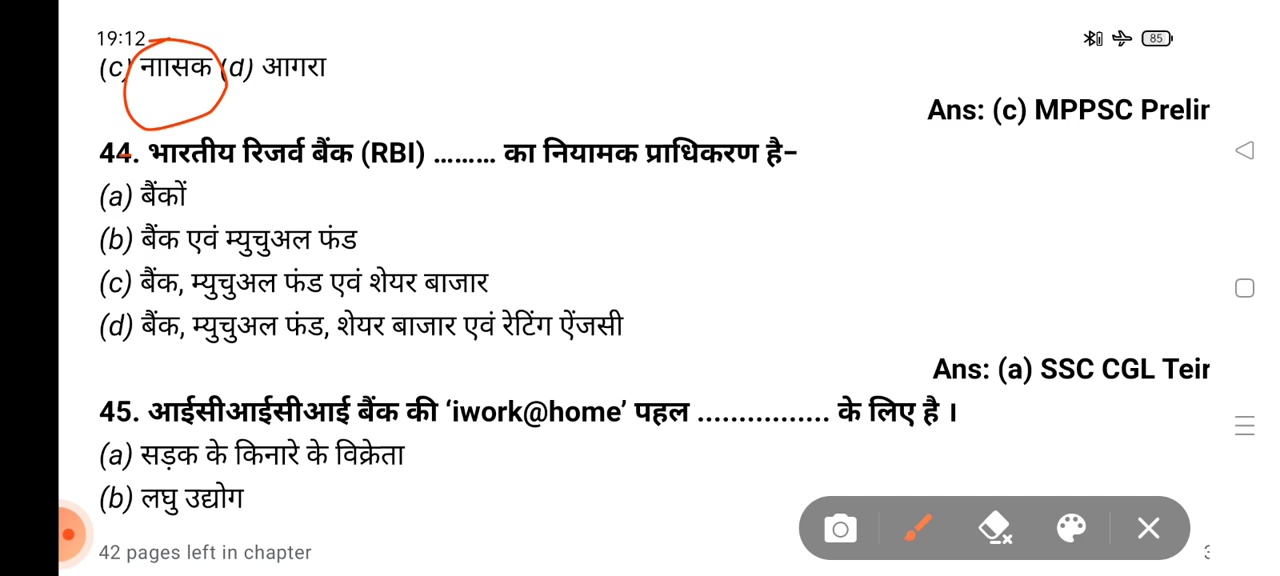 19:12
85
(c) नाासक (d) आगरा
Ans: (c) MPPSC Prelir
44. भारतीय रिजर्व बैंक (RBI) ......... का नियामक प्राधिकरण है-
(a) बैंकों
(b) बैंक एवं म्युचुअल फंड
(c) बैंक, म्युचुअल फंड एवं शेयर बाजार
(d) बैंक, म्युचुअल फंड, शेयर बाजार एवं रेटिंग ऐंजसी
Ans: (a) SSC CGL Teir
45. आईसीआईसीआई बैंक की ‘iwork@home’ पहल ................ के लिए है ।
(a) सड़क के किनारे के विक्रेता
(b) लघु उद्योग
42 pages left in chapter